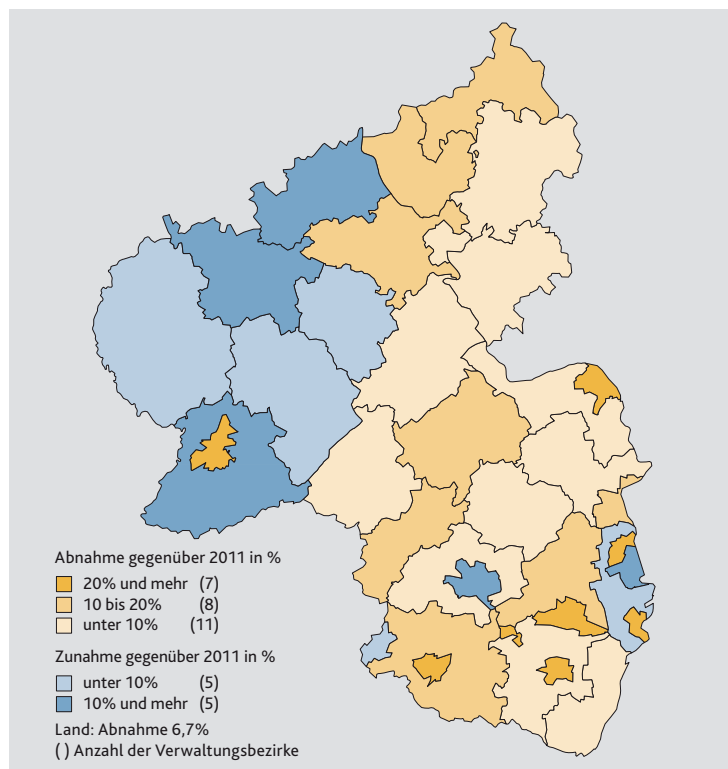 Abnahme gegenüber 2011 in %
20% und mehr (7)
10 bis 20% (8)
unter 10% (11)
Zunahme gegenüber 2011 in %
unter 10% (5)
10% und mehr (5)
Land: Abnahme 6,7%
( ) Anzahl der Verwaltungsbezirke